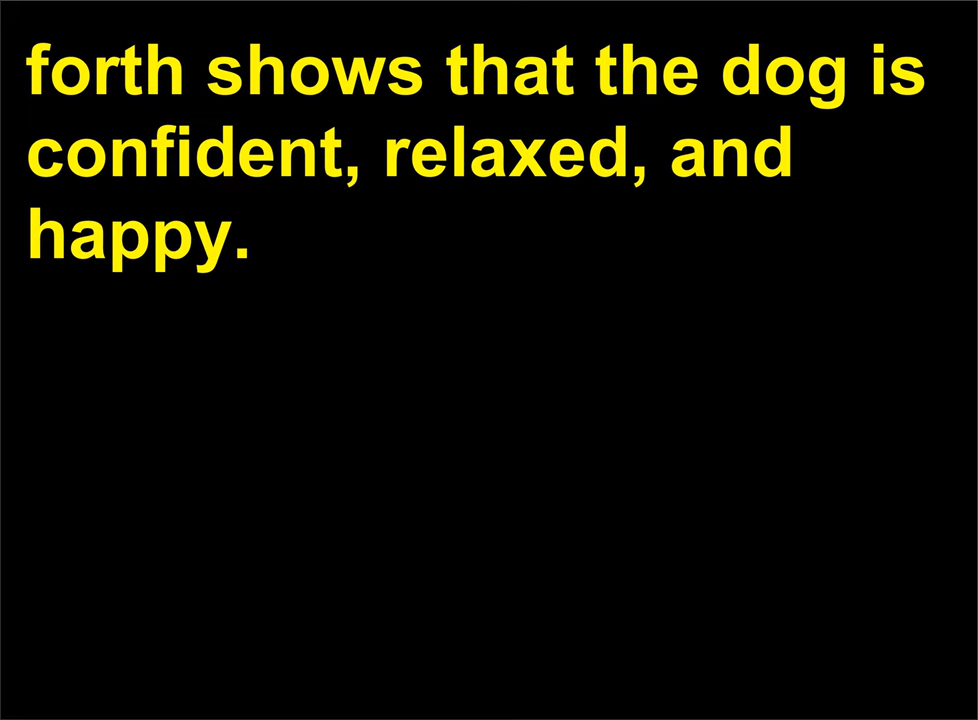 forth shows that the dog is
confident, relaxed, and
happy.